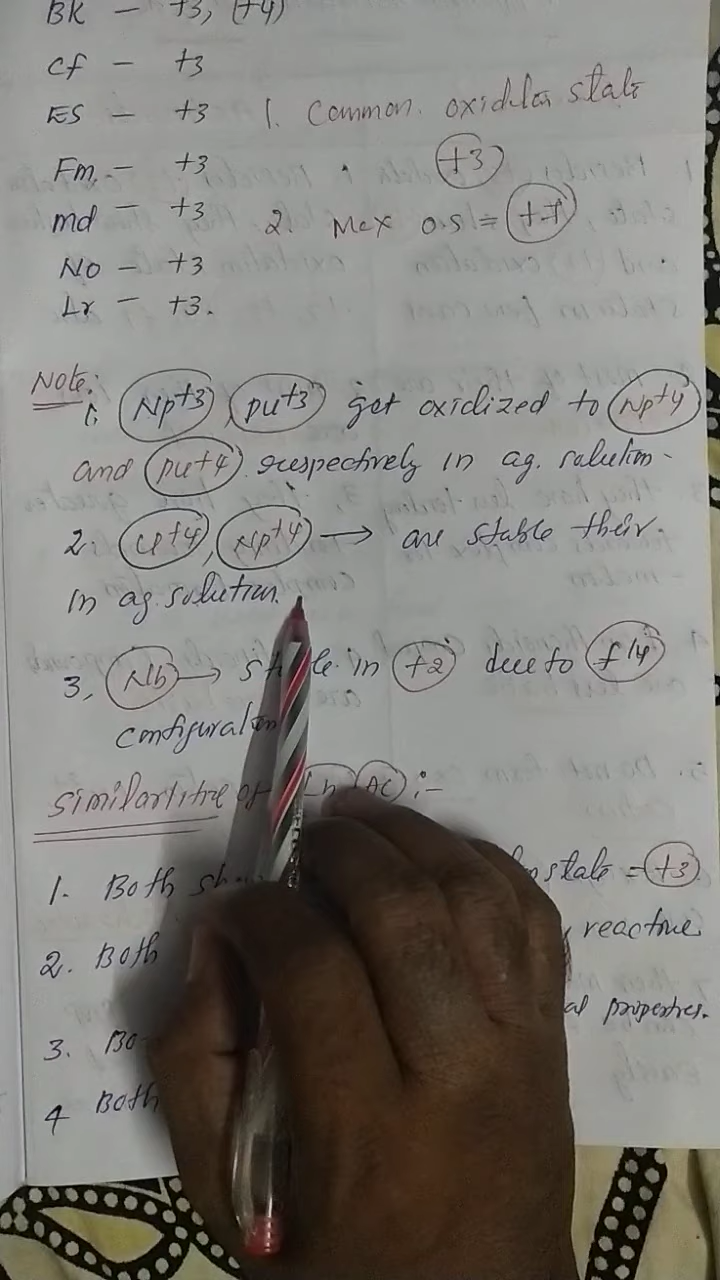 BK - +3, (+4)
Cf - +3
ES - +3 1. Common oxidation state
Fm - +3 (+3)
md - +3 2. Max o.s = (+7)
No - +3
Lr - +3.
Note:
1. Np+3, pu+3 get oxidized to Np+4
and pu+4 respectively in aq. solution.
2. U+4, Np+4 → are stable their
in aq. solution.
3, → in +2 due to f14
configuration
of Ln AC :-
1. Both state = +3
2. Both reactive
3. properties.
4 Both